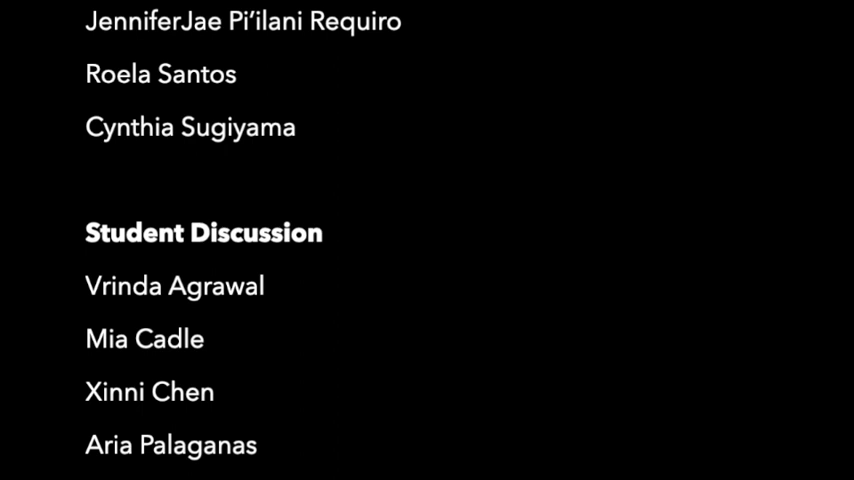 JenniferJae Pi’ilani Requiro
Roela Santos
Cynthia Sugiyama
Student Discussion
Vrinda Agrawal
Mia Cadle
Xinni Chen
Aria Palaganas